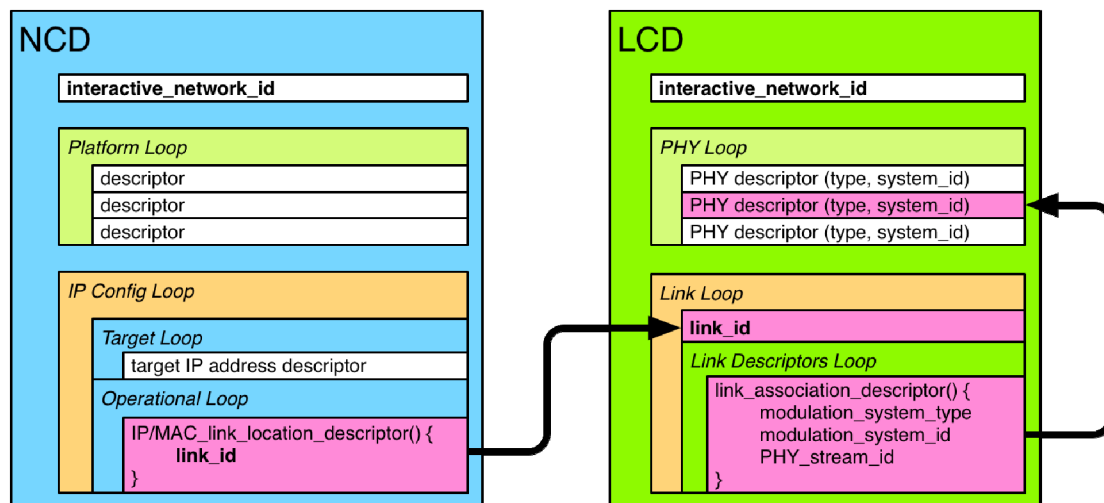 NCD
interactive_network_id
Platform Loop
descriptor
descriptor
descriptor
IP Config Loop
Target Loop
target IP address descriptor
Operational Loop
IP/MAC_link_location_descriptor() {
link_id
}
LCD
interactive_network_id
PHY Loop
PHY descriptor (type, system_id)
PHY descriptor (type, system_id)
PHY descriptor (type, system_id)
Link Loop
link_id
Link Descriptors Loop
link_association_descriptor() {
modulation_system_type
modulation_system_id
PHY_stream_id
}